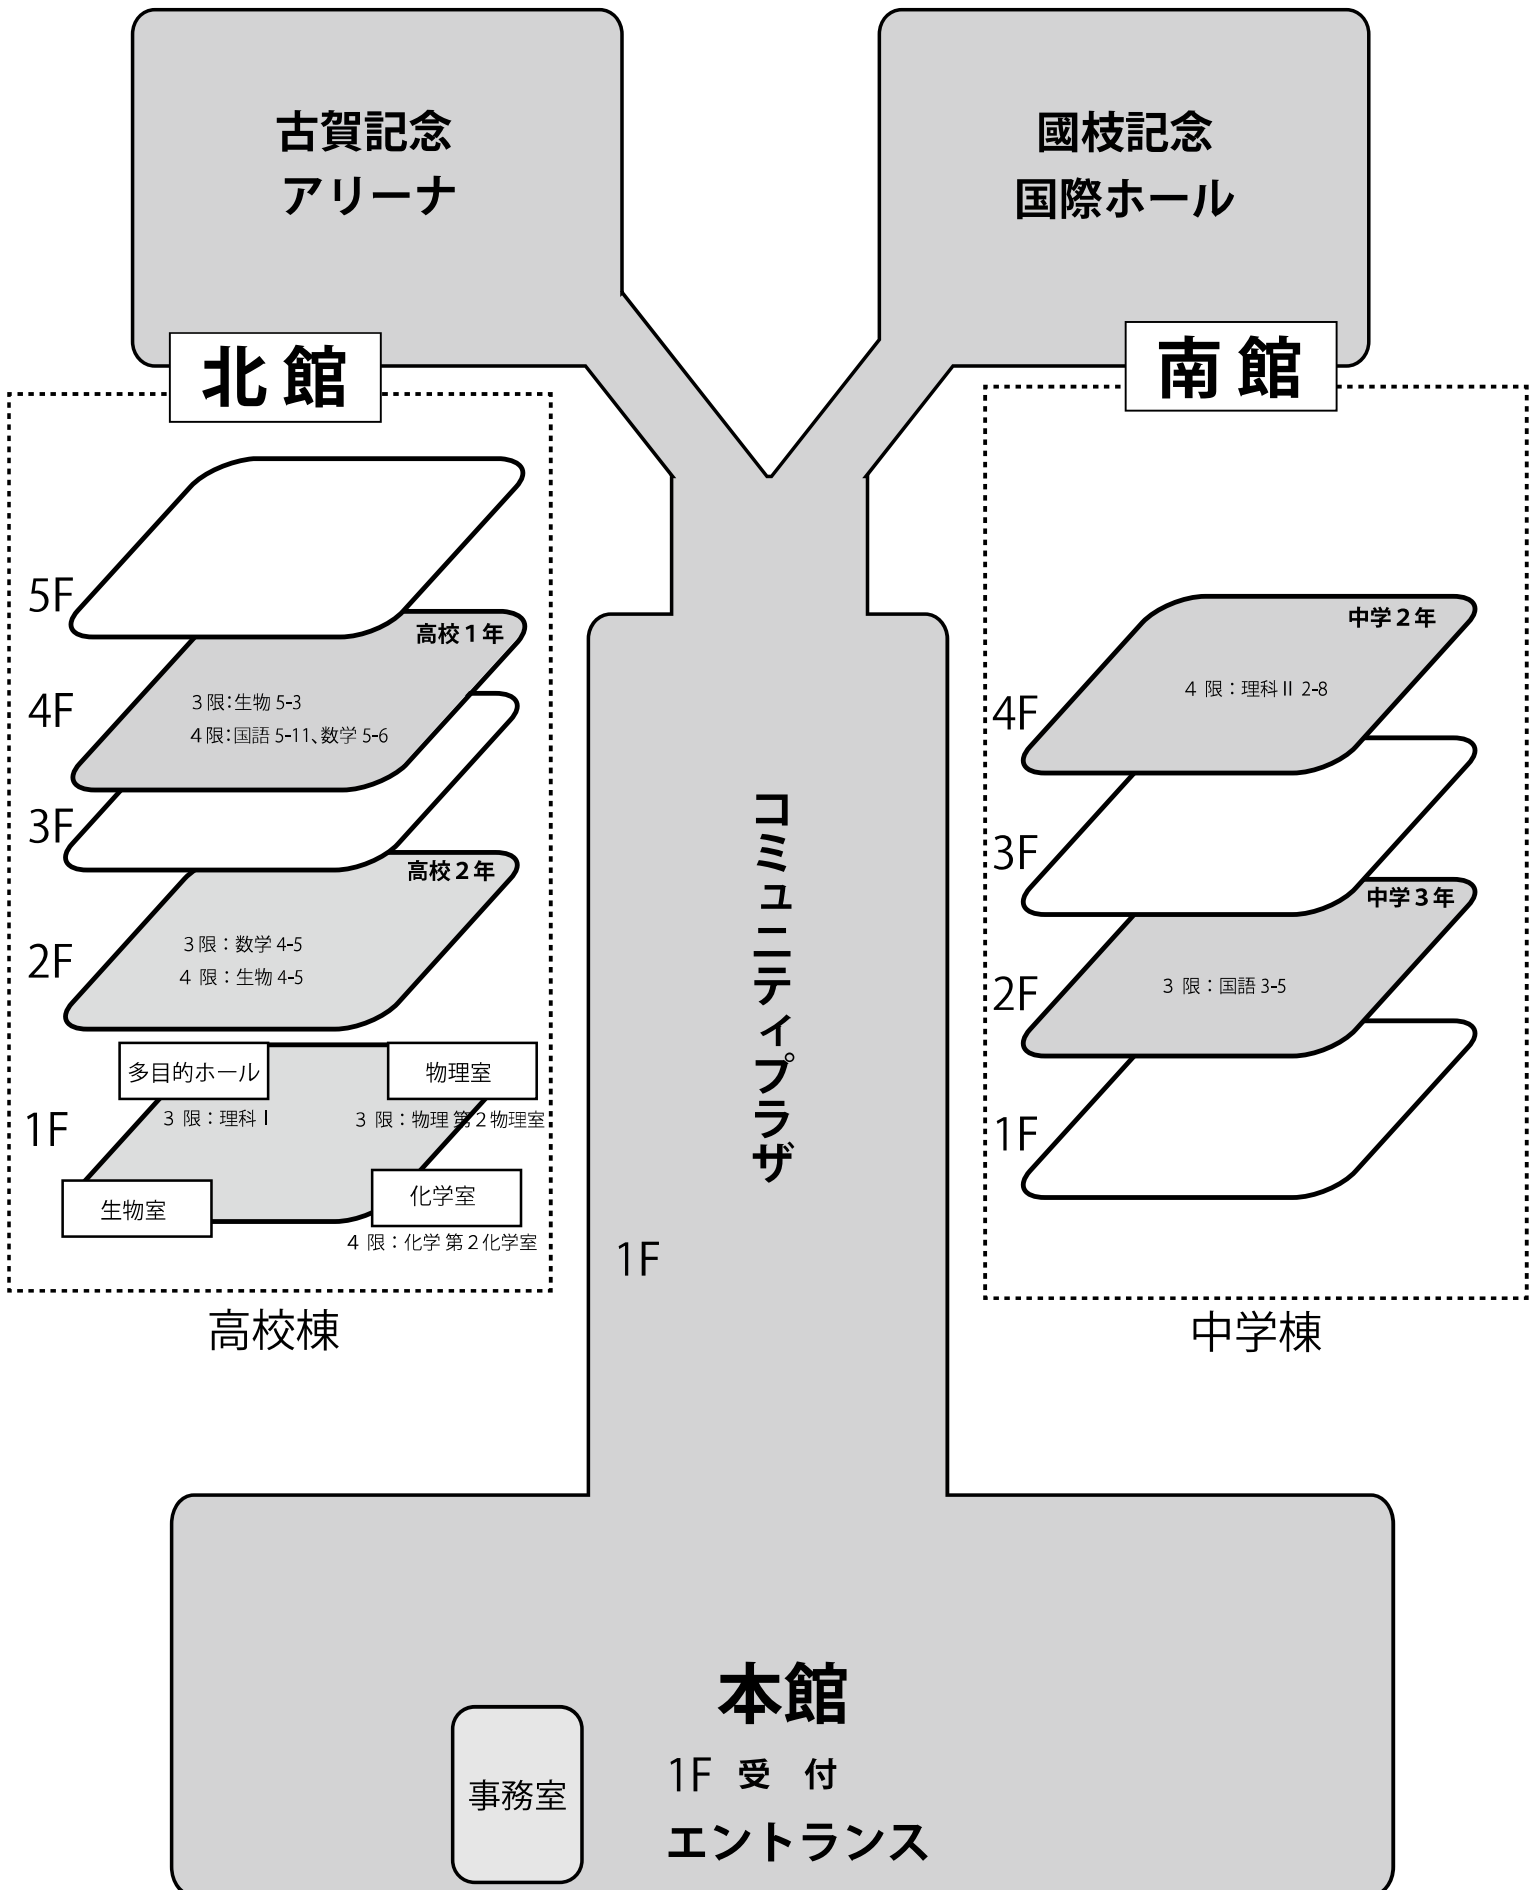 古賀記念
アリーナ
國枝記念
国際ホール
北館
南館
5F
高校1年
4F
3限：生物 5-3
4限：国語 5-11、数学 5-6
3F
高校2年
2F
3限：数学 4-5
4 限：生物 4-5
多目的ホール
物理室
1F
3 限：理科 I
3 限：物理 第2物理室
生物室
化学室
4 限：化学 第2化学室
高校棟
コミュニティプラザ
1F
中学2年
4F
4 限：理科 II 2-8
3F
中学3年
2F
3 限：国語 3-5
1F
中学棟
本館
事務室
1F 受 付
エントランス